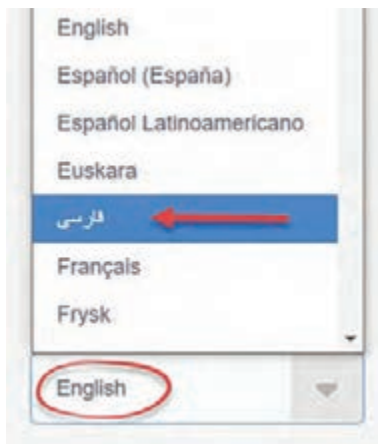 English
Español (España)
Español Latinoamericano
Euskara
فارسی
Français
Frysk
English